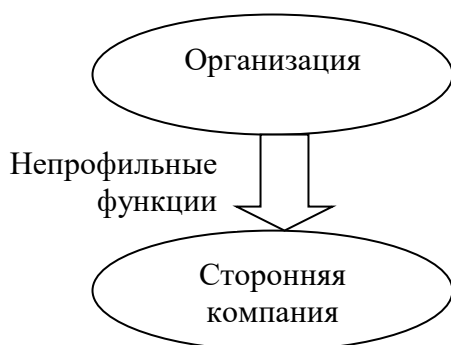 Организация
Непрофильные
функции
Сторонняя
компания